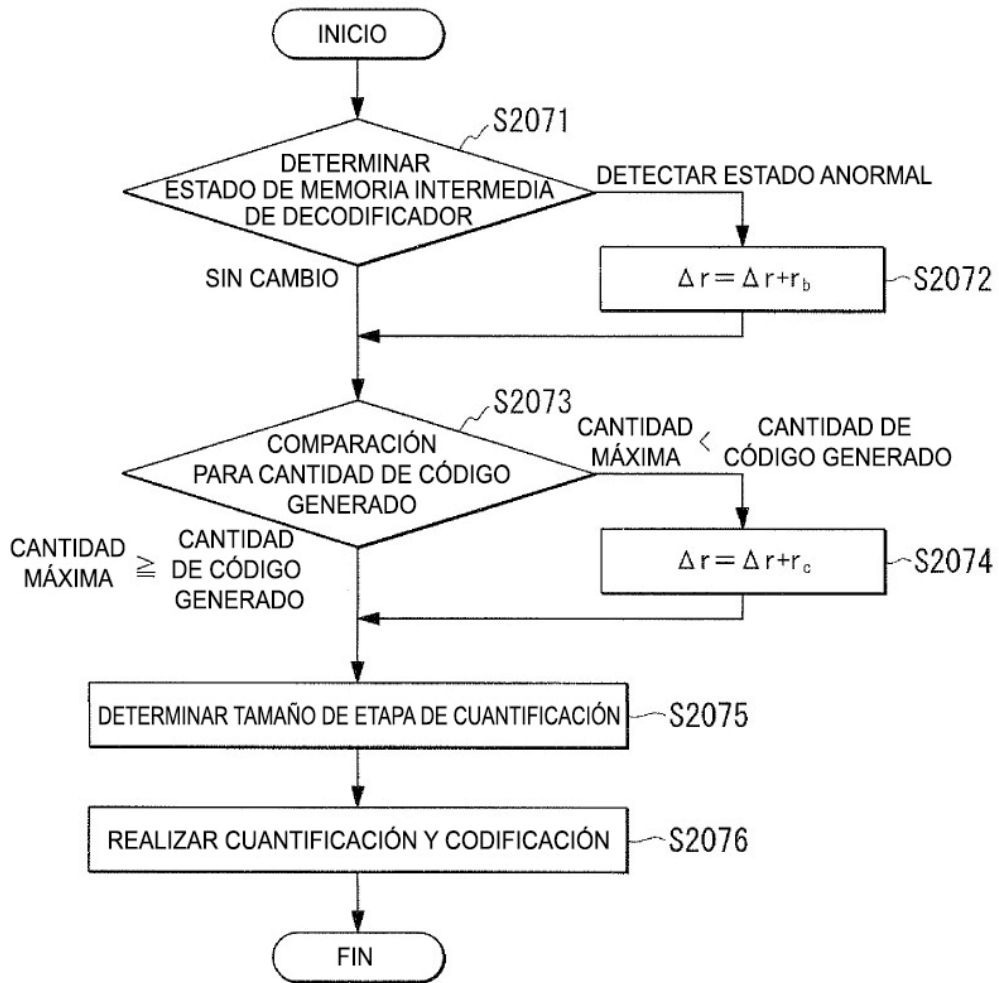 INICIO
S2071
DETERMINAR
ESTADO DE MEMORIA INTERMEDIA
DE DECODIFICADOR
DETECTAR ESTADO ANORMAL
SIN CAMBIO
Δr = Δr+r_b
S2072
S2073
COMPARACIÓN
PARA CANTIDAD DE CÓDIGO
GENERADO
CANTIDAD
MÁXIMA
<
CANTIDAD DE
CÓDIGO GENERADO
CANTIDAD
MÁXIMA
≧
CANTIDAD
DE CÓDIGO
GENERADO
Δr = Δr+r_c
S2074
DETERMINAR TAMAÑO DE ETAPA DE CUANTIFICACIÓN
S2075
REALIZAR CUANTIFICACIÓN Y CODIFICACIÓN
S2076
FIN